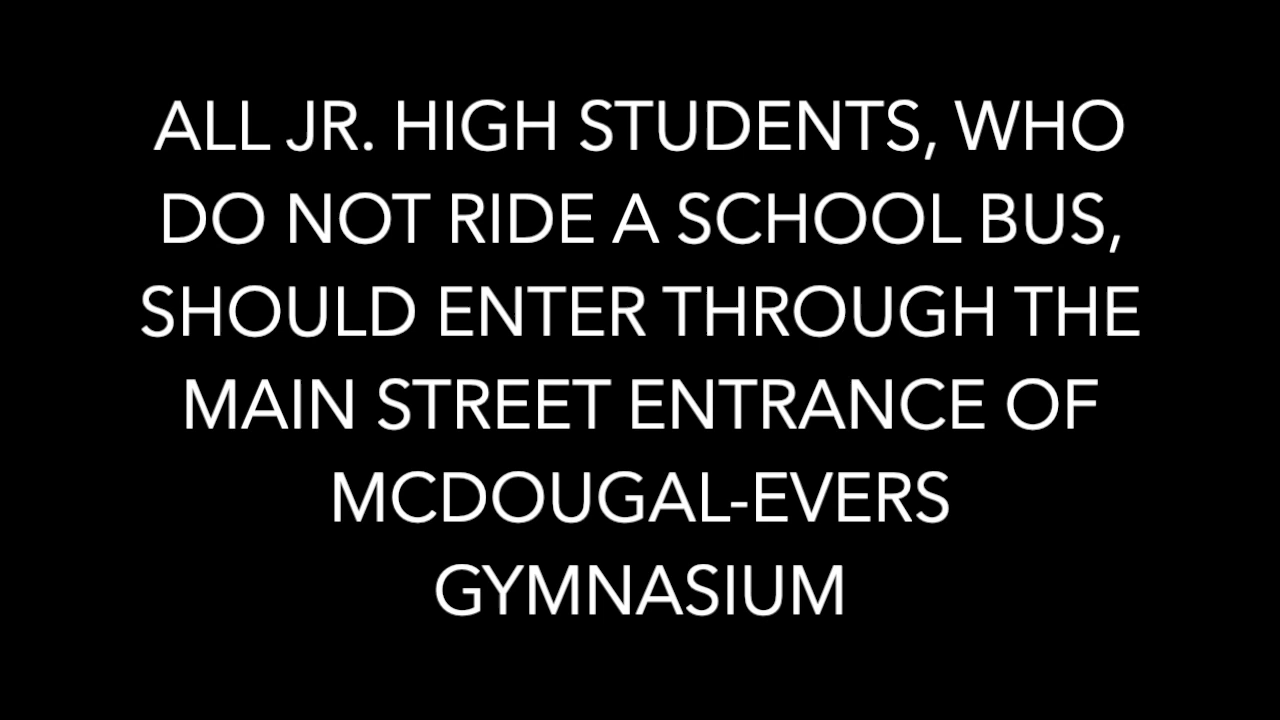 ALL JR. HIGH STUDENTS, WHO
DO NOT RIDE A SCHOOL BUS,
SHOULD ENTER THROUGH THE
MAIN STREET ENTRANCE OF
MCDOUGAL-EVERS
GYMNASIUM